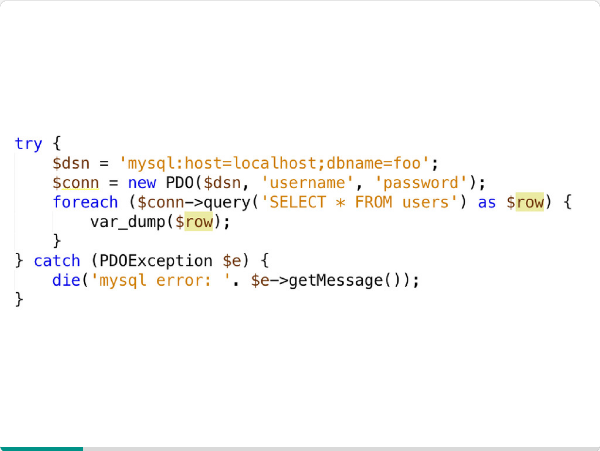 try {
    $dsn = 'mysql:host=localhost;dbname=foo';
    $conn = new PDO($dsn, 'username', 'password');
    foreach ($conn->query('SELECT * FROM users') as $row) {
        var_dump($row);
    }
} catch (PDOException $e) {
    die('mysql error: '. $e->getMessage());
}